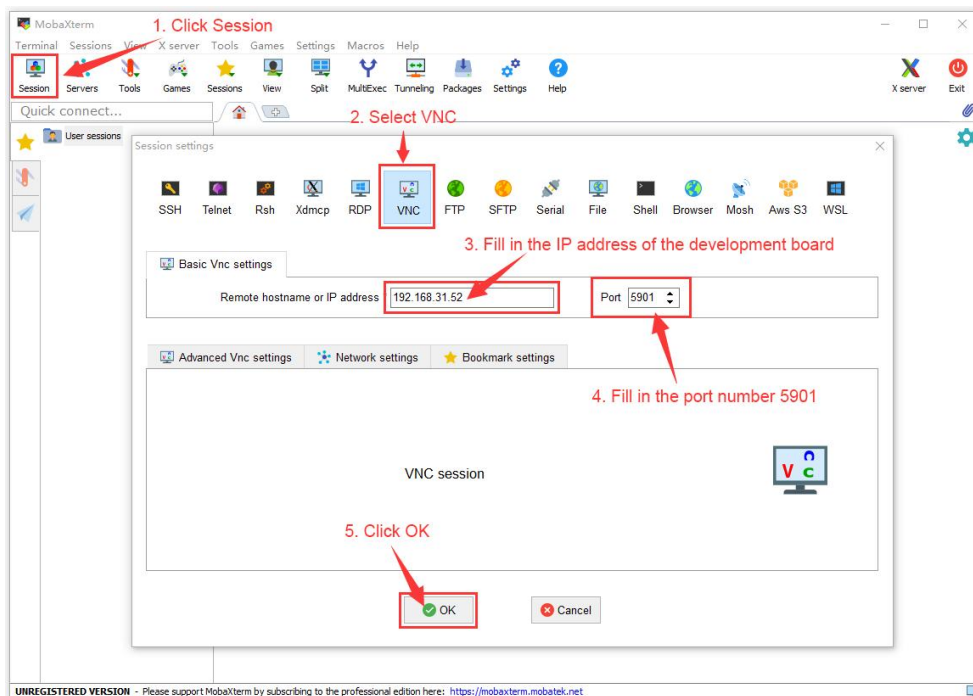 MobaXterm
1. Click Session
Terminal Sessions View X server Tools Games Settings Macros Help
Session Servers Tools Games Sessions View Split MultiExec Tunneling Packages Settings Help X server Exit
Quick connect...
2. Select VNC
User sessions
Session settings
SSH Telnet Rsh Xdmcp RDP VNC FTP SFTP Serial File Shell Browser Mosh Aws S3 WSL
3. Fill in the IP address of the development board
Basic Vnc settings
Remote hostname or IP address 192.168.31.52 Port 5901
Advanced Vnc settings Network settings Bookmark settings
4. Fill in the port number 5901
VNC session
V n c
5. Click OK
OK Cancel
UNREGISTERED VERSION - Please support MobaXterm by subscribing to the professional edition here: https://mobaxterm.mobatek.net